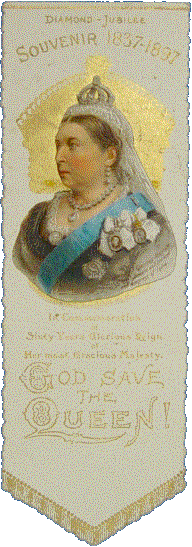 DIAMOND - JUBILEE
SOUVENIR 1837-1897
In Commemoration
of
Sixty Years Glorious Reign
of
Her most Gracious Majesty.
GOD SAVE
THE
QUEEN!